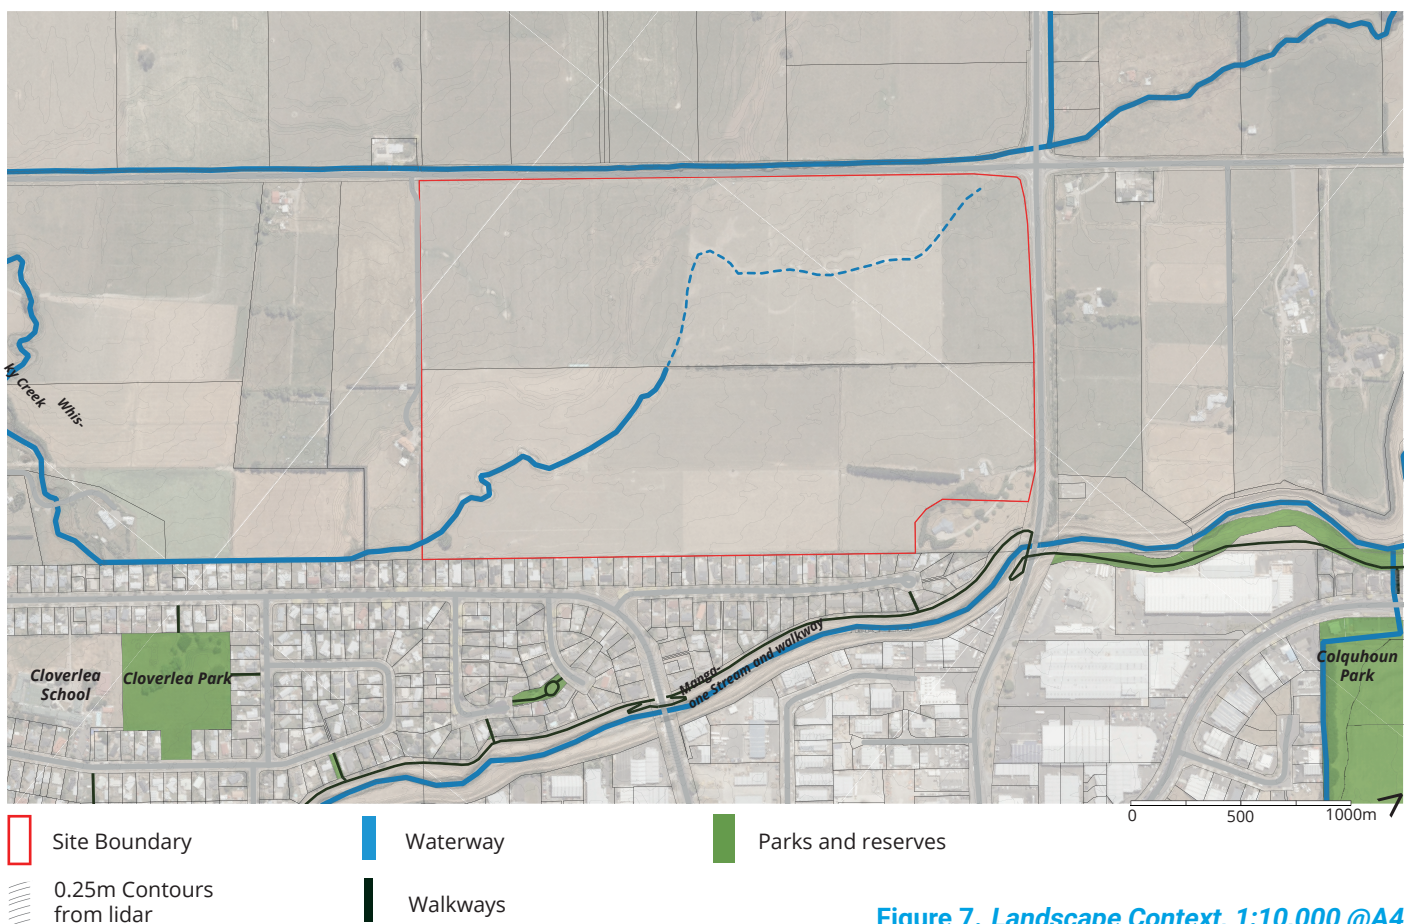 ky Creek
Whis-
Cloverlea
School
Cloverlea Park
Manga-
one Stream and walkway
Colquhoun
Park
0
500
1000m
Site Boundary
Waterway
Parks and reserves
0.25m Contours
from lidar
Walkways
Figure 7. Landscape Context, 1:10 000 @A4